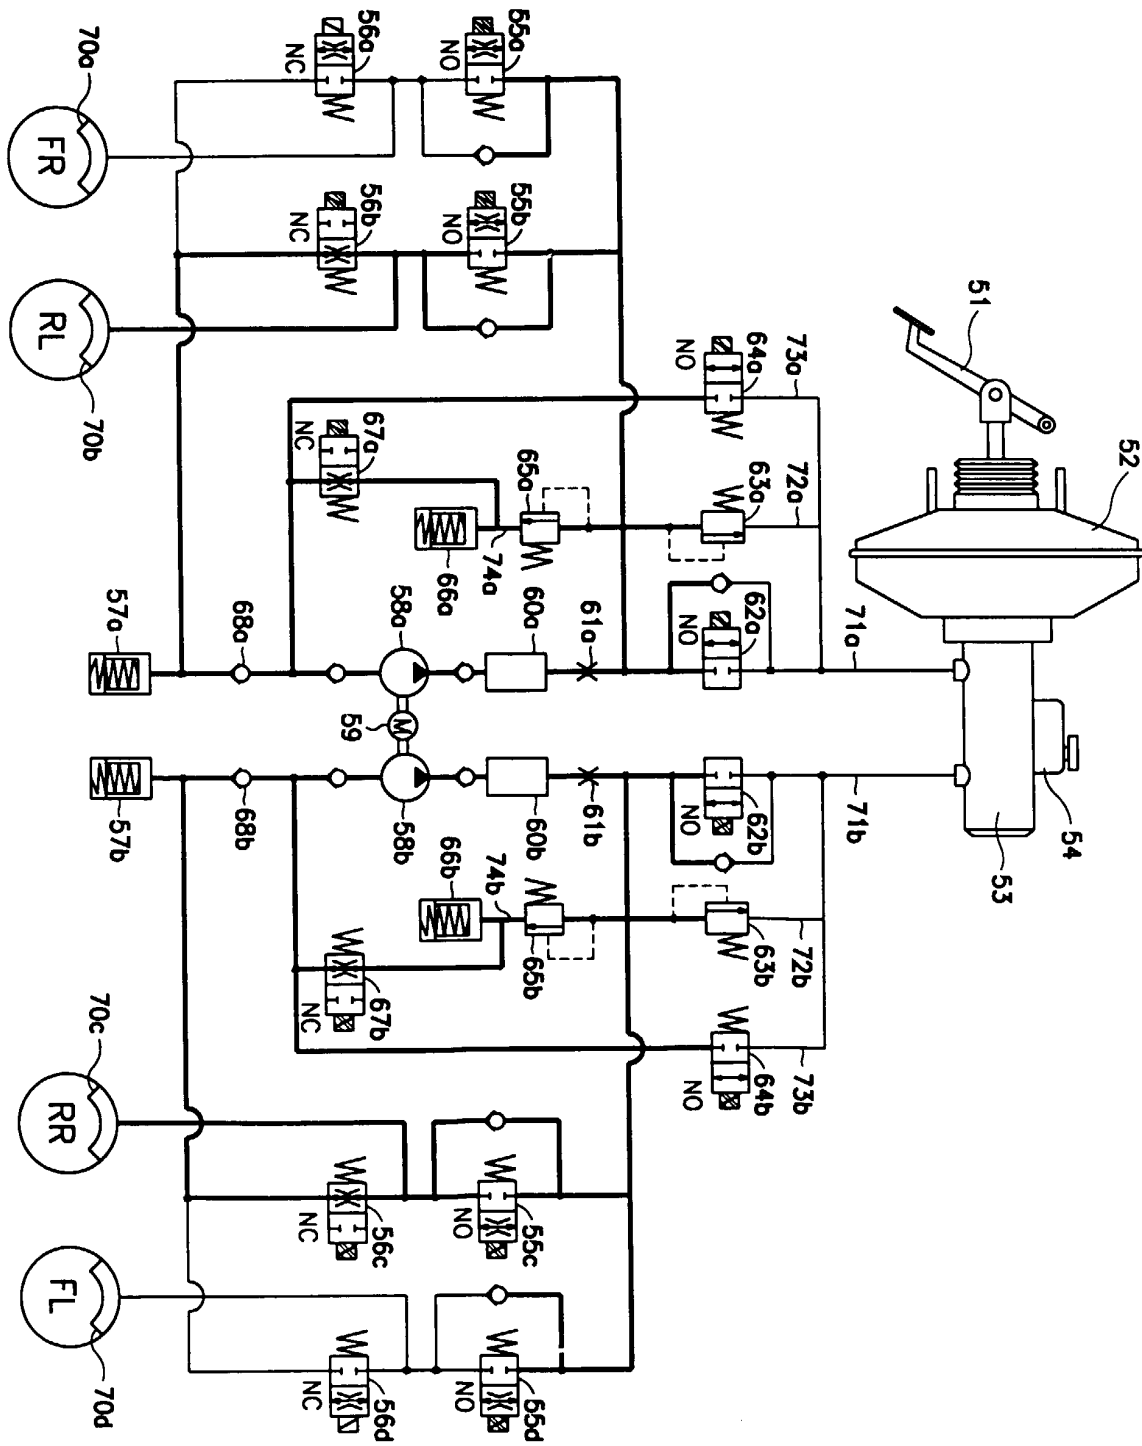 51
52
53
54
71a
71b
73a
72a
72b
73b
64a
NO
63a
62a
NO
62b
NO
63b
64b
NO
55a
NO
55b
NO
65a
74a
66a
60a
61a
61b
60b
66b
74b
65b
55c
NO
55d
NO
56a
NC
56b
NC
67a
NC
58a
M
59
58b
67b
NC
56c
NC
56d
NC
57a
68a
68b
57b
70a
FR
RL
70b
70c
RR
FL
70d